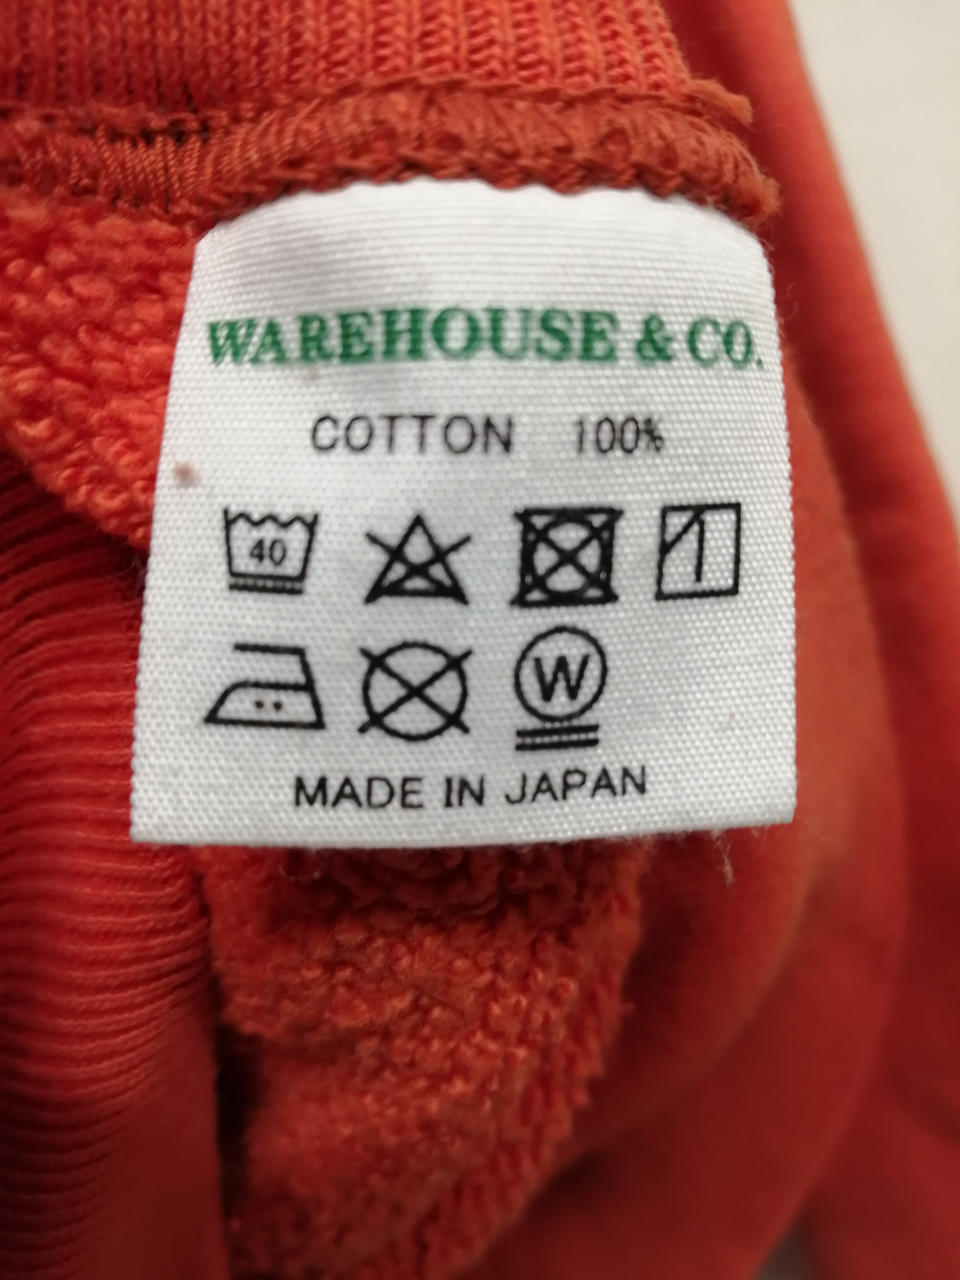 WAREHOUSE & CO.
COTTON 100%
40
W
MADE IN JAPAN